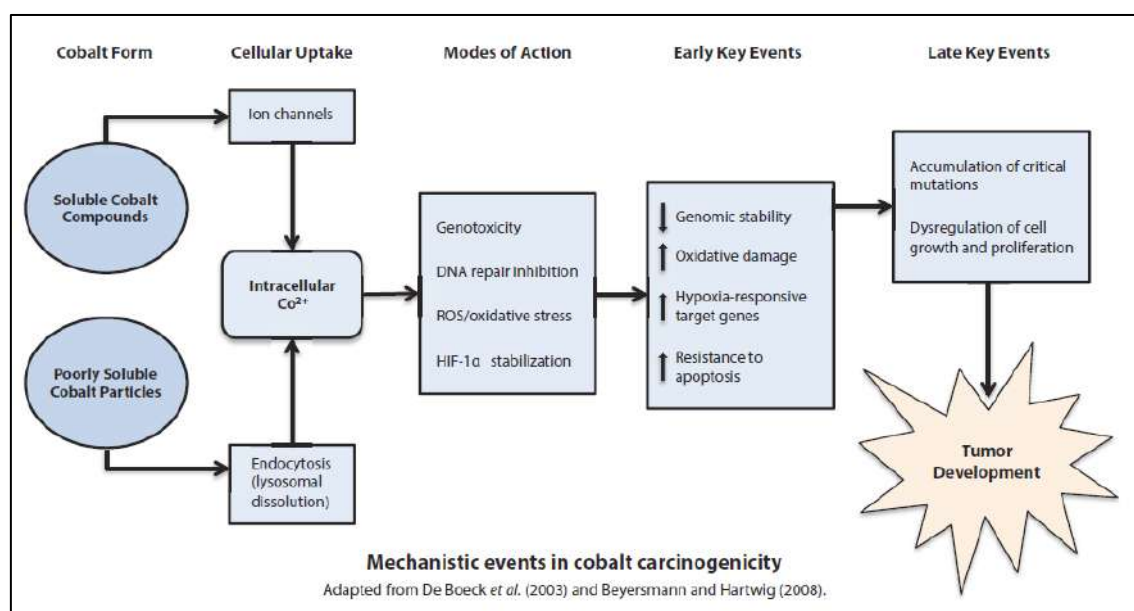 Cobalt Form
Cellular Uptake
Modes of Action
Early Key Events
Late Key Events
Soluble Cobalt
Compounds
Poorly Soluble
Cobalt Particles
Ion channels
Intracellular
Co²⁺
Endocytosis
(lysosomal
dissolution)
Genotoxicity
DNA repair inhibition
ROS/oxidative stress
HIF-1α stabilization
Genomic stability
Oxidative damage
Hypoxia-responsive
target genes
Resistance to
apoptosis
Accumulation of critical
mutations
Dysregulation of cell
growth and proliferation
Tumor
Development
Mechanistic events in cobalt carcinogenicity
Adapted from De Boeck et al. (2003) and Beyersmann and Hartwig (2008).